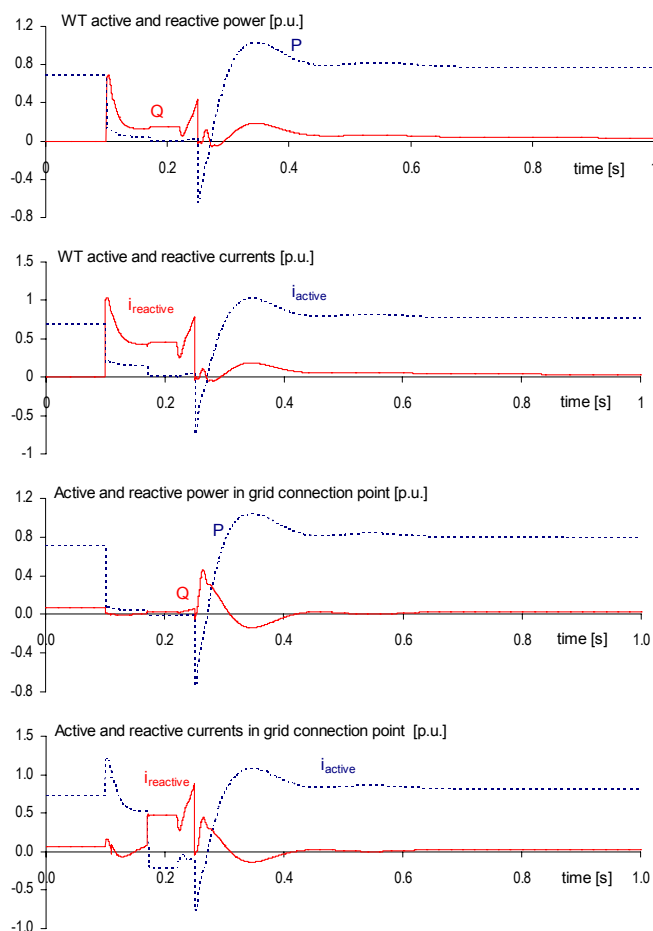 WT active and reactive power [p.u.]
1.2
P
0.8
Q
0.4
0
0.0 0.2 0.4 0.6 0.8 1
time [s]
-0.4
-0.8
WT active and reactive currents [p.u.]
1
i_reactive
i_active
0.5
0
0.0 0.2 0.4 0.6 0.8 1
time [s]
-0.5
-1
Active and reactive power in grid connection point [p.u.]
1.2
P
0.8
0.4
Q
0.0
0.0 0.2 0.4 0.6 0.8 1.0
time [s]
-0.4
-0.8
Active and reactive currents in grid connection point [p.u.]
1.5
1.0
i_reactive
i_active
0.5
0.0
0.0 0.2 0.4 0.6 0.8 1.0
time [s]
-0.5
-1.0